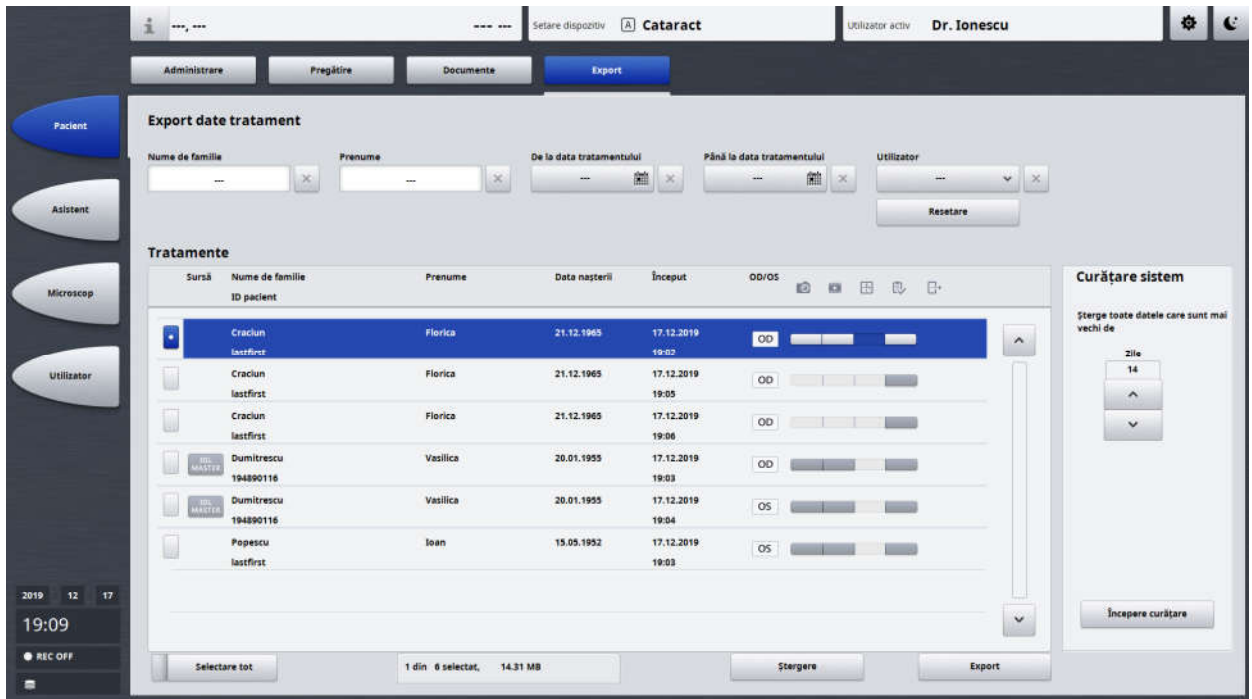 ---, ---
--- ---
Setare dispozitiv A Cataract
Utilizator activ Dr. Ionescu
Administrare Pregătire Documente Export
Pacient
Asistent
Microscop
Utilizator
Export date tratament
Nume de familie Prenume De la data tratamentului Până la data tratamentului Utilizator
--- --- --- --- ---
Resetare
Tratamente
Sursă Nume de familie Prenume Data nașterii Început OD/OS
ID pacient
Craciun Florica 21.12.1965 17.12.2019 OD
lastfirst 19:02
Craciun Florica 21.12.1965 17.12.2019 OD
lastfirst 19:05
Craciun Florica 21.12.1965 17.12.2019 OD
lastfirst 19:06
IOL MASTER Dumitrescu Vasilica 20.01.1955 17.12.2019 OD
194890116 19:03
IOL MASTER Dumitrescu Vasilica 20.01.1955 17.12.2019 OS
194890116 19:04
Popescu Ioan 15.05.1952 17.12.2019 OS
lastfirst 19:03
Curățare sistem
Șterge toate datele care sunt mai
vechi de
Zile
14
Începere curățare
Selectare tot 1 din 6 selectat, 14.31 MB Ștergere Export
2019 12 17
19:09
REC OFF